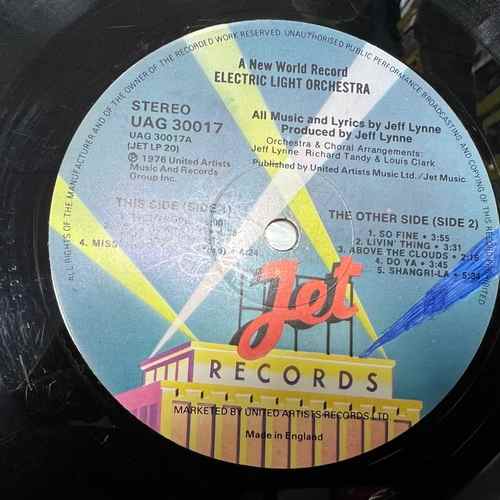 ALL RIGHTS OF THE MANUFACTURER AND OF THE OWNER OF THE RECORDED WORK RESERVED. UNAUTHORISED PUBLIC PERFORMANCE, BROADCASTING AND COPYING OF THIS RECORD PROHIBITED
A New World Record
ELECTRIC LIGHT ORCHESTRA
STEREO
UAG 30017
UAG 30017A
(JET LP 20)
℗ 1976 United Artists
Music And Records
Group Inc.
All Music and Lyrics by Jeff Lynne
Produced by Jeff Lynne
Orchestra & Choral Arrangements:
Jeff Lynne Richard Tandy & Louis Clark
Published by United Artists Music Ltd./Jet Music
THIS SIDE (SIDE 1)
4. MISS
4:24
THE OTHER SIDE (SIDE 2)
1. SO FINE • 3:55
2. LIVIN' THING • 3:31
3. ABOVE THE CLOUDS • 2:16
4. DO YA • 3:45
5. SHANGRI-LA •
Jet
RECORDS
MARKETED BY UNITED ARTISTS RECORDS LTD
Made in England